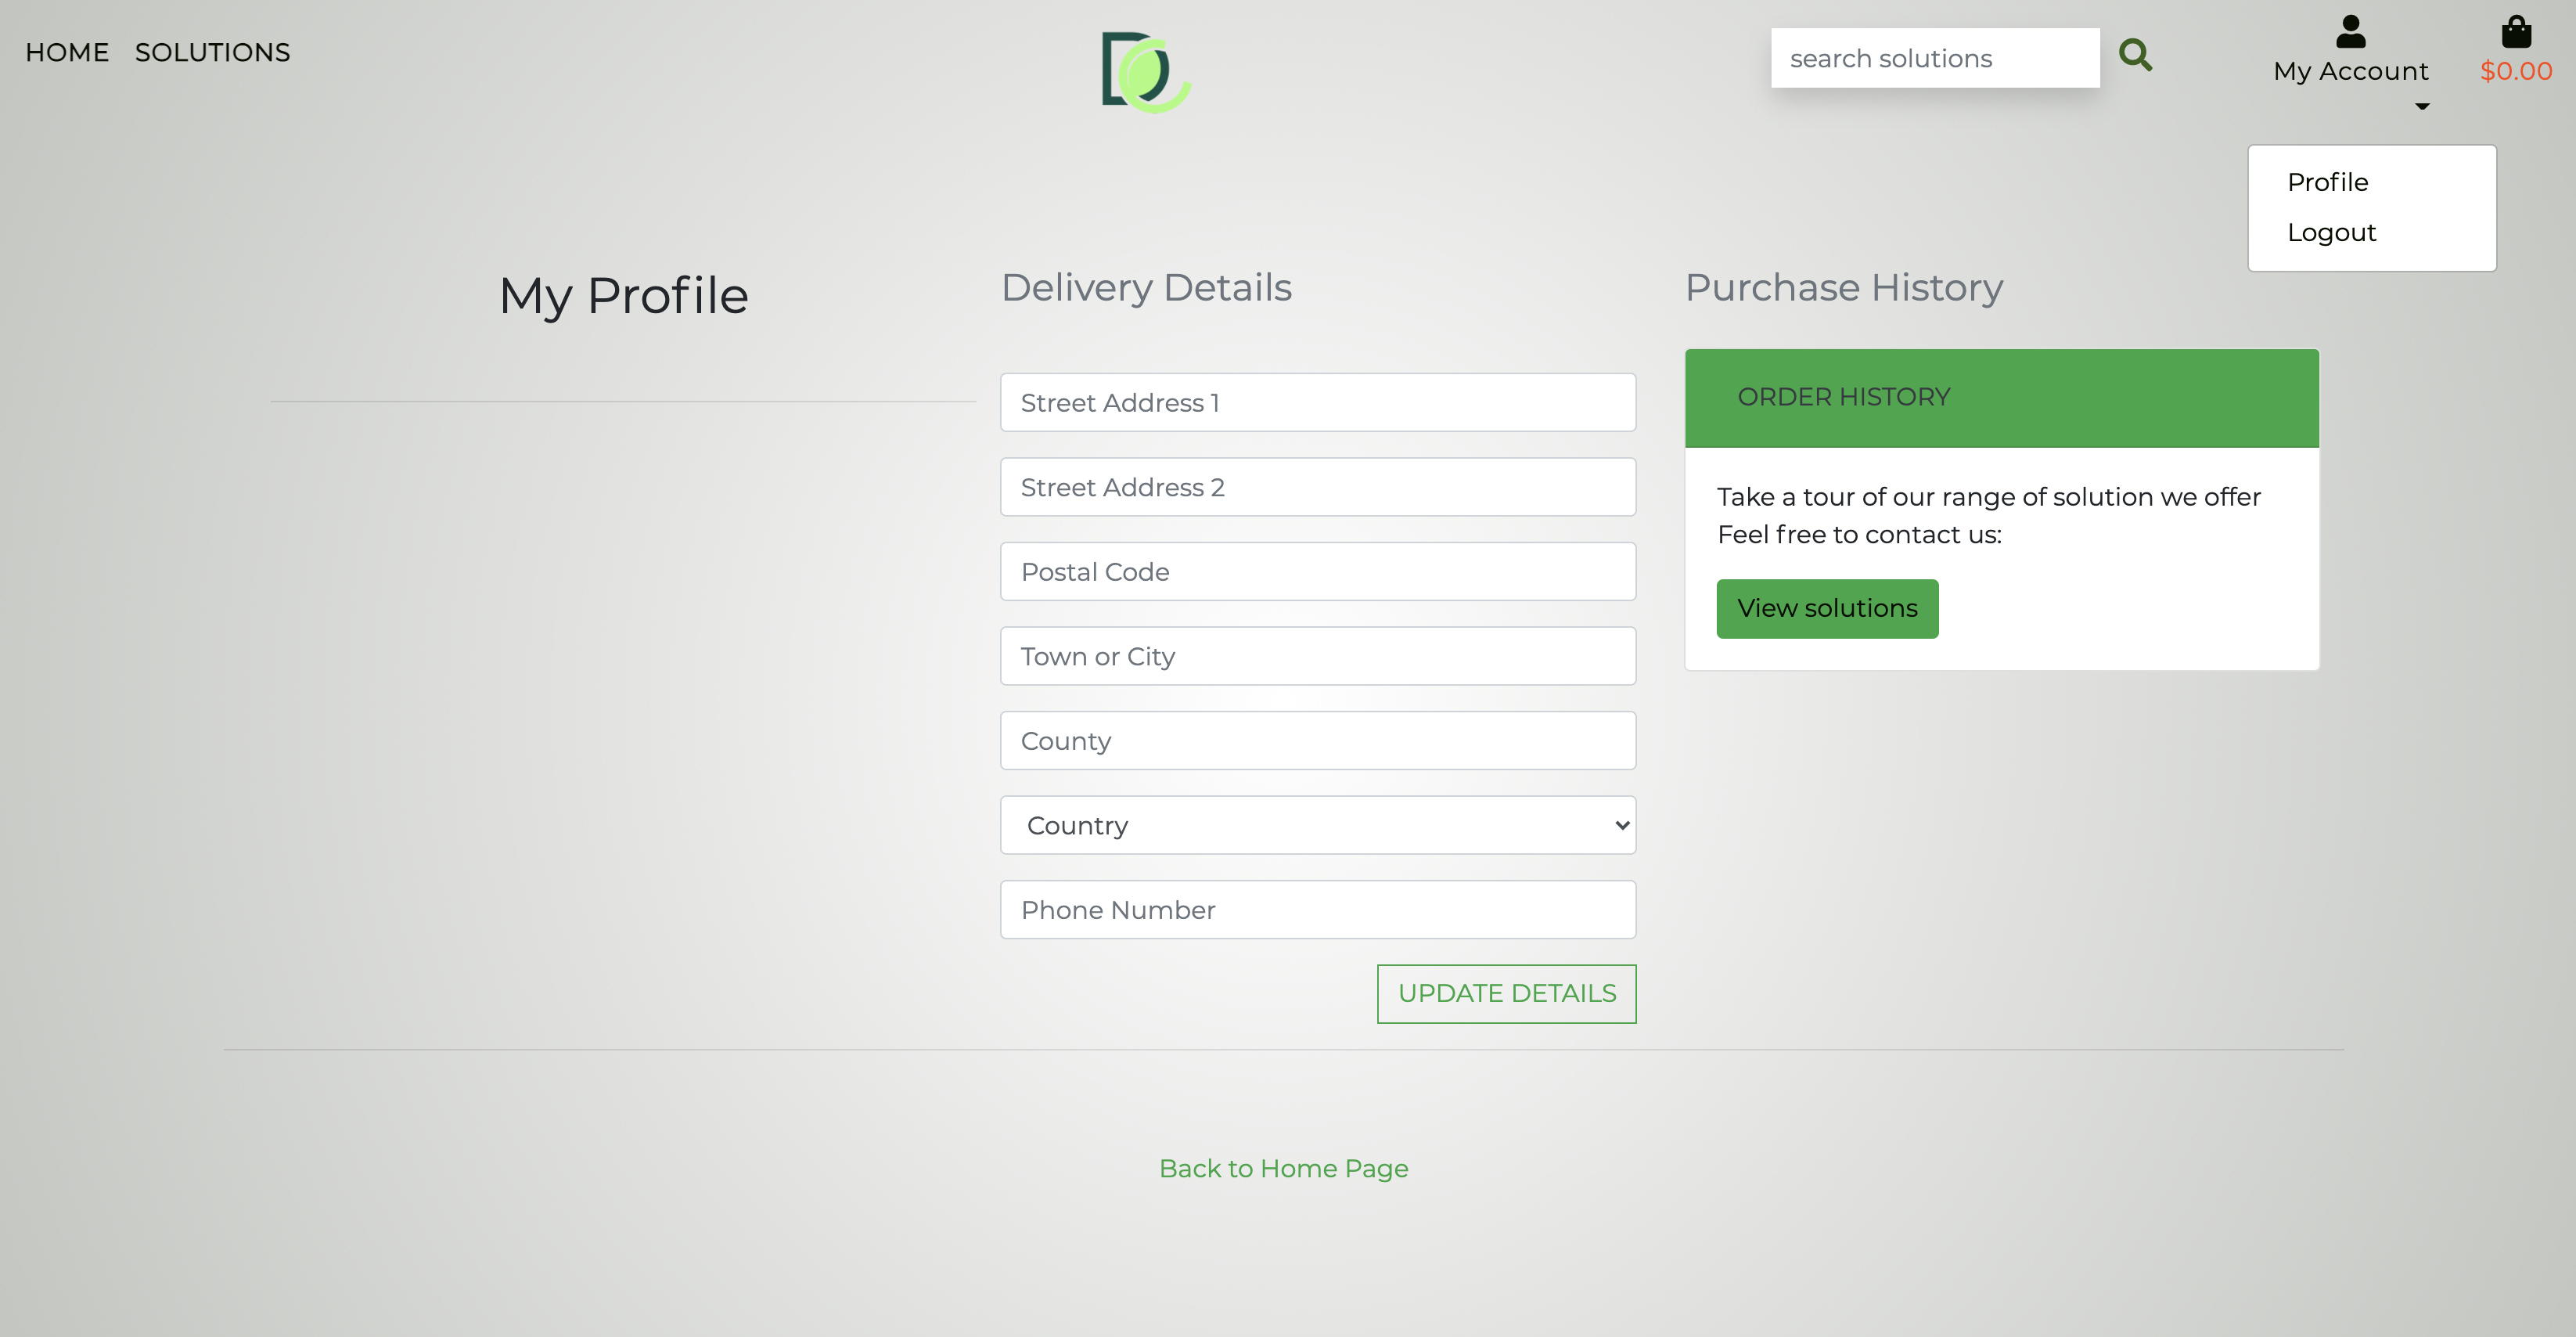 HOME SOLUTIONS
DC
search solutions
My Account
$0.00
Profile
Logout
My Profile
Delivery Details
Street Address 1
Street Address 2
Postal Code
Town or City
County
Country
Phone Number
UPDATE DETAILS
Purchase History
ORDER HISTORY
Take a tour of our range of solution we offer
Feel free to contact us:
View solutions
Back to Home Page